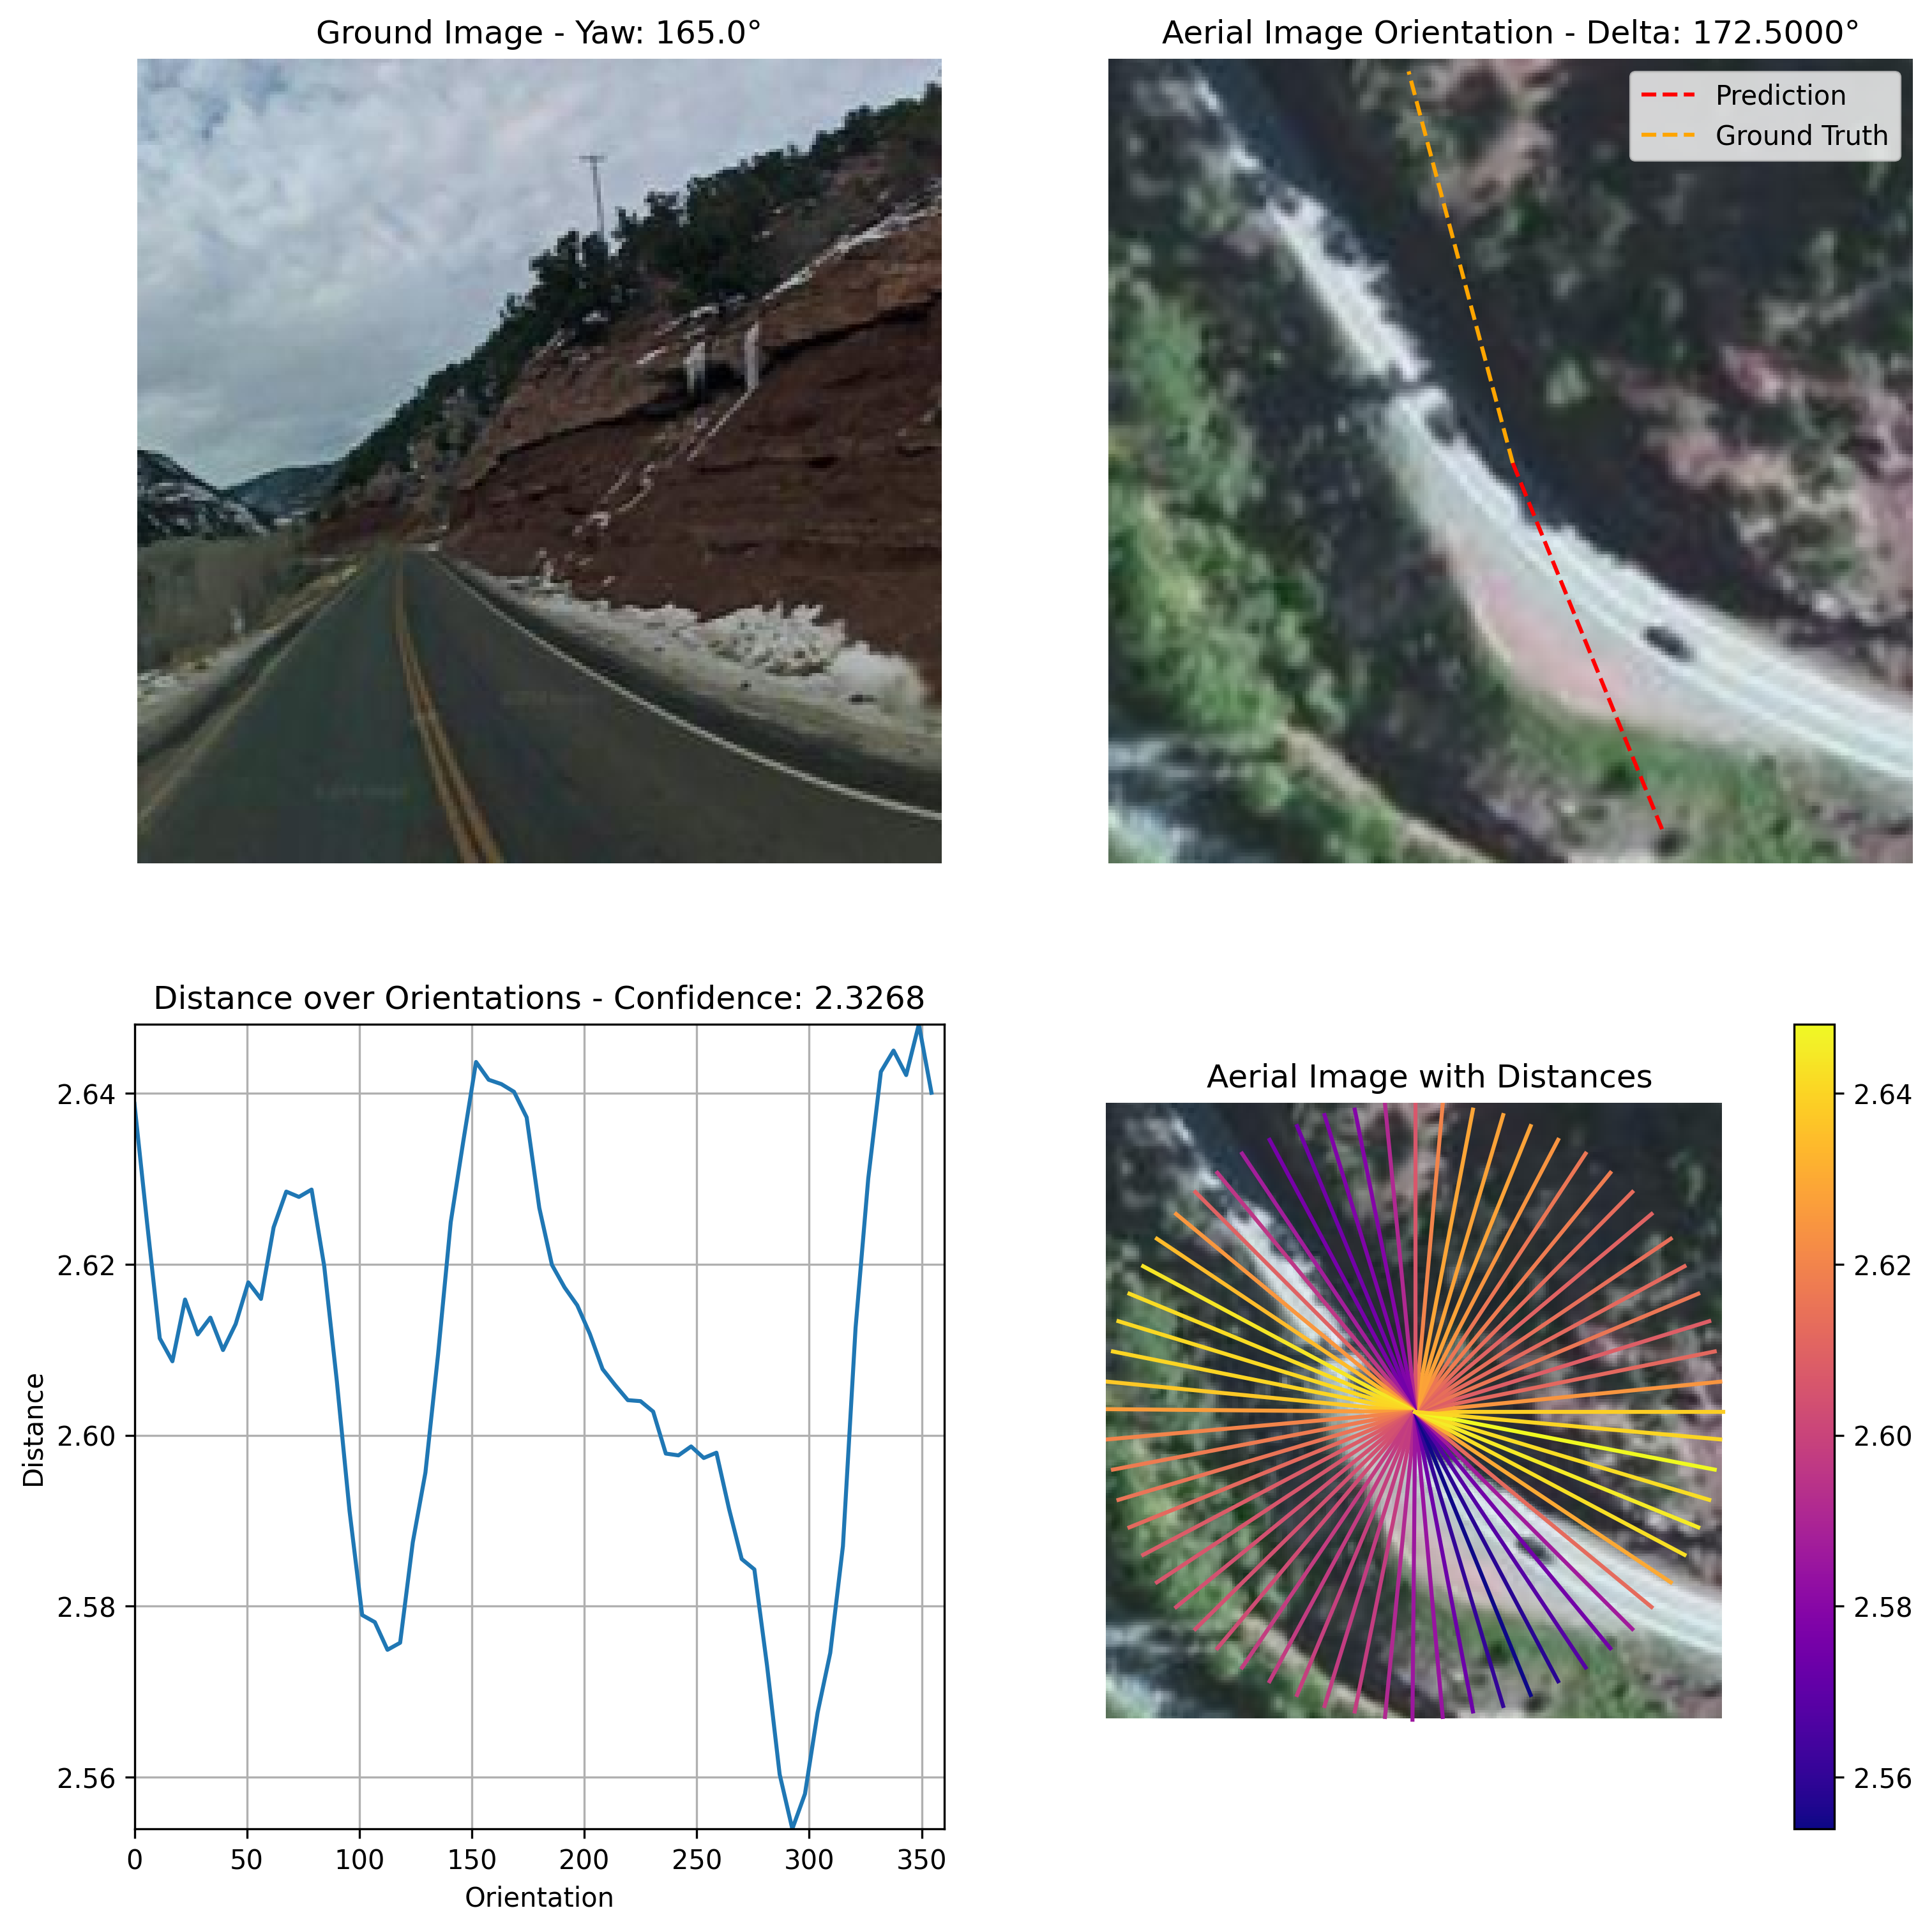 Ground Image - Yaw: 165.0°
Aerial Image Orientation - Delta: 172.5000°
Prediction
Ground Truth
Distance over Orientations - Confidence: 2.3268
2.64
2.62
2.60
2.58
2.56
Distance
0 50 100 150 200 250 300 350
Orientation
Aerial Image with Distances
2.64
2.62
2.60
2.58
2.56